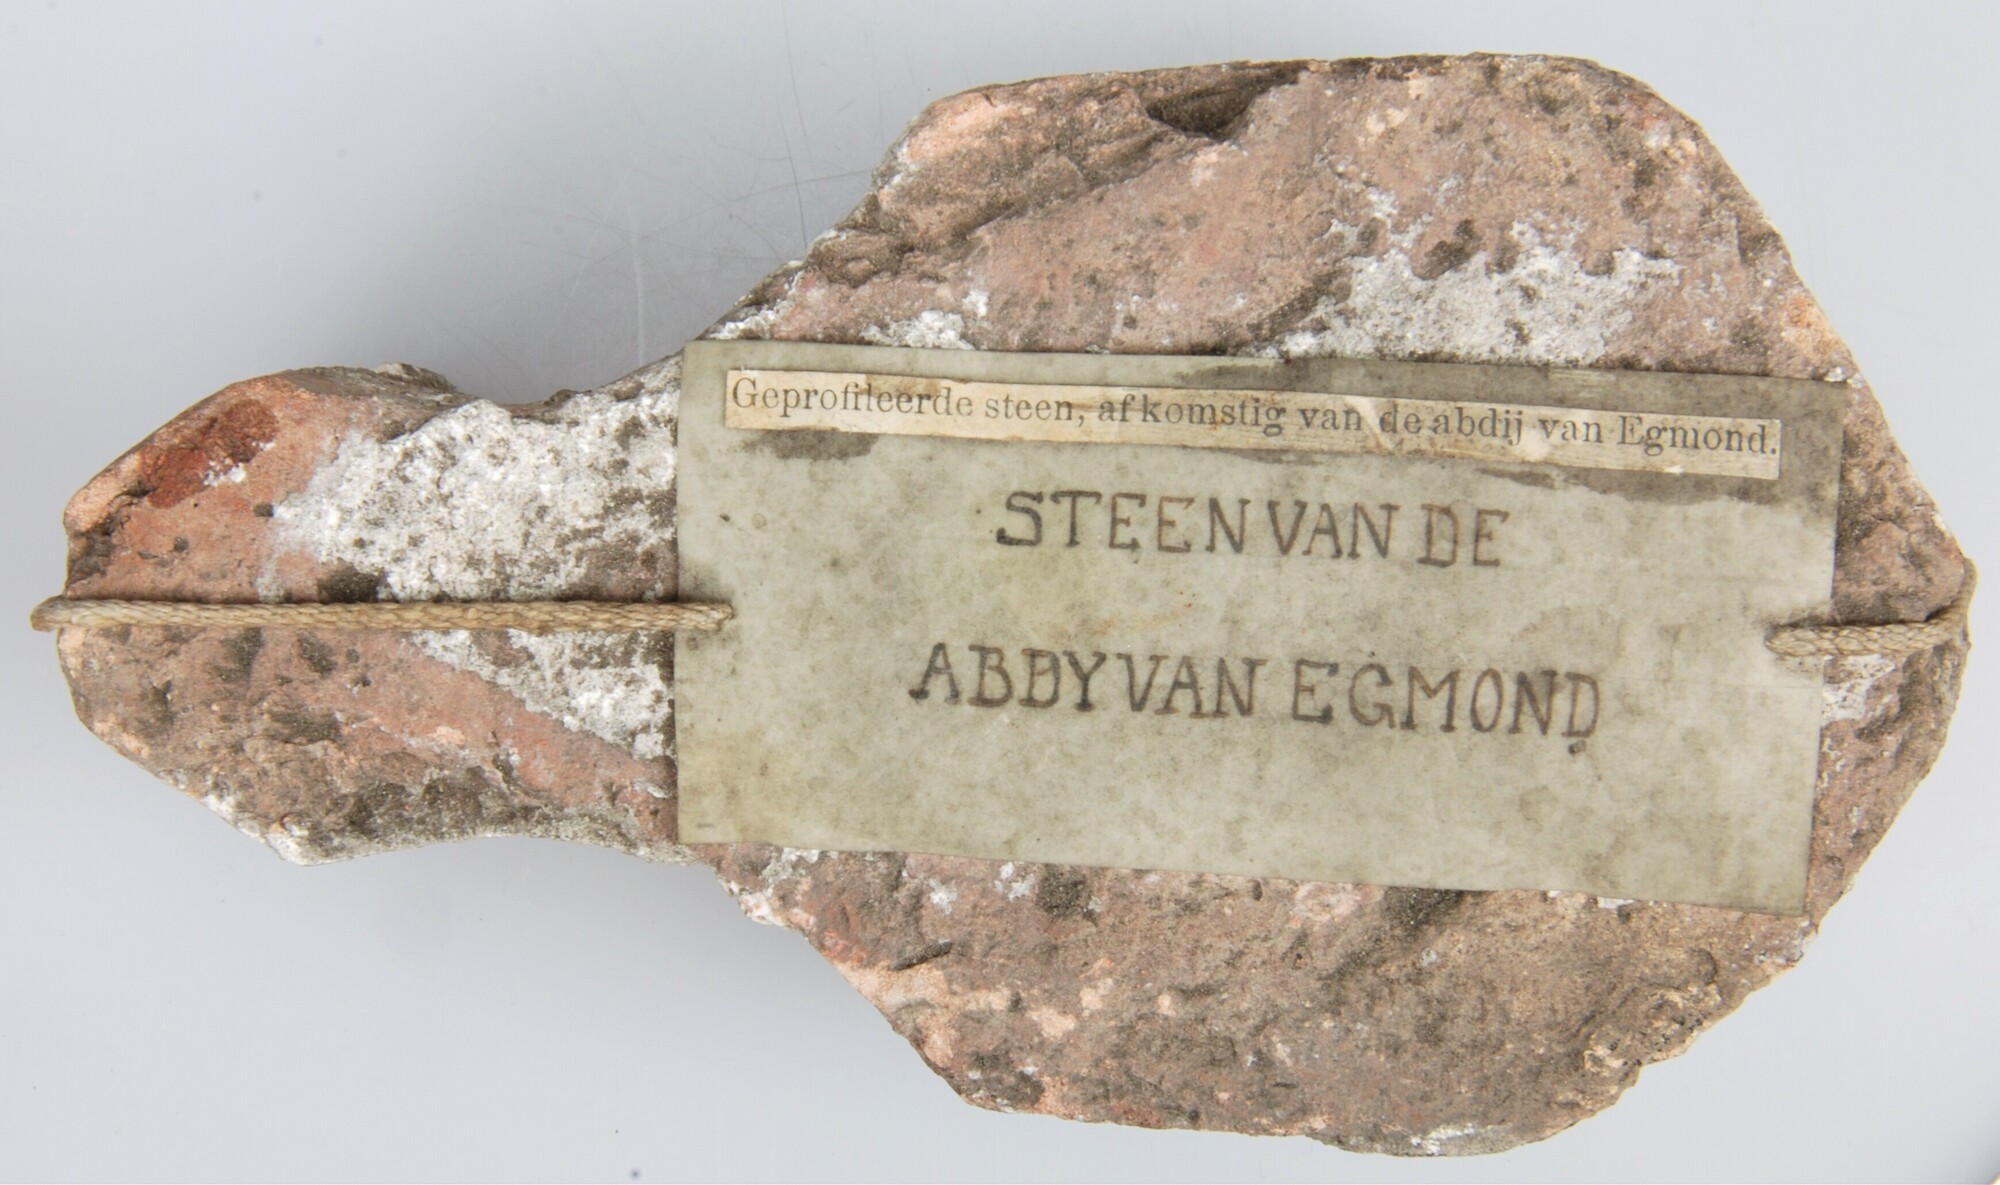 Geprofileerde steen, afkomstig van de abdij van Egmond.
STEEN VAN DE
ABDY VAN EGMOND